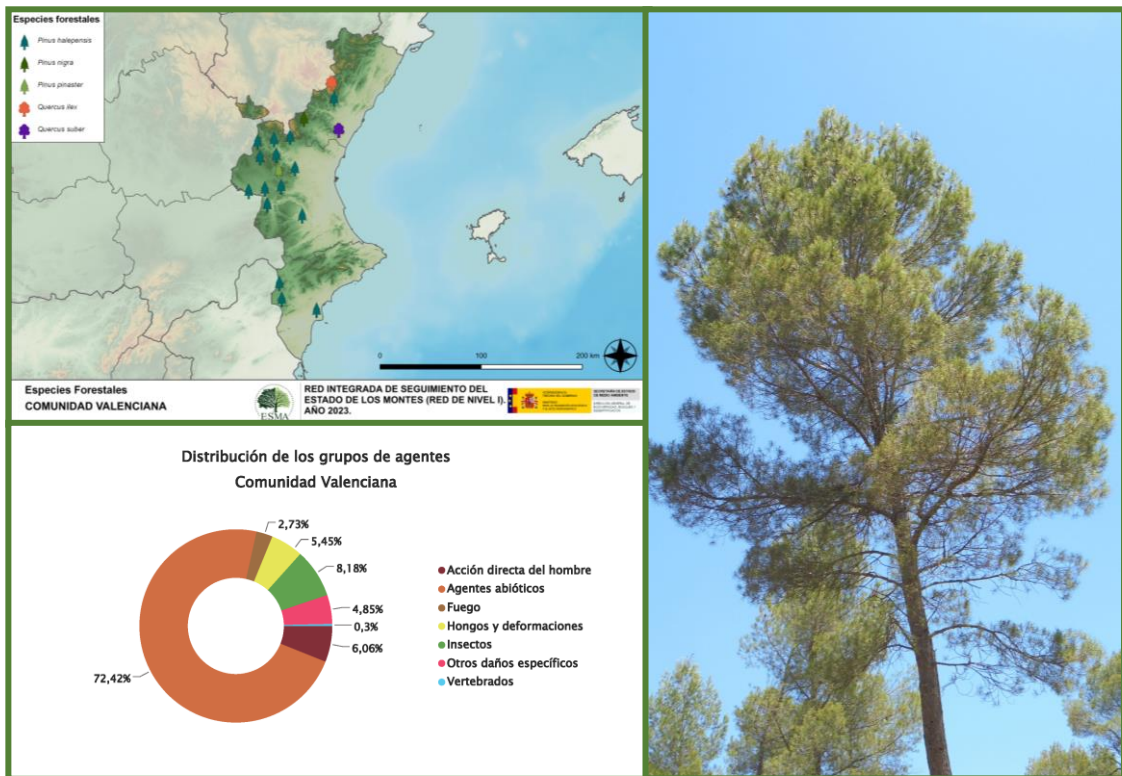 Especies forestales
Pinus halepensis
Pinus nigra
Pinus pinaster
Quercus ilex
Quercus suber
0 100 200 km
Especies Forestales
COMUNIDAD VALENCIANA
ESMA
RED INTEGRADA DE SEGUIMIENTO DEL
ESTADO DE LOS MONTES (RED DE NIVEL I).
AÑO 2023.
Distribución de los grupos de agentes
Comunidad Valenciana
2,73%
5,45%
8,18%
4,85%
0,3%
6,06%
72,42%
Acción directa del hombre
Agentes abióticos
Fuego
Hongos y deformaciones
Insectos
Otros daños específicos
Vertebrados